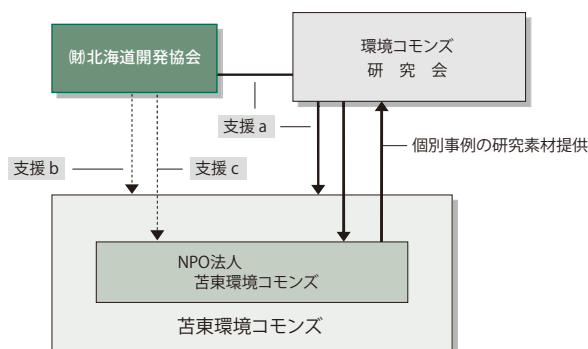 ㈶北海道開発協会
環境コモンズ
研　究　会
支援 a
個別事例の研究素材提供
支援 b
支援 c
NPO法人
苫東環境コモンズ
苫東環境コモンズ